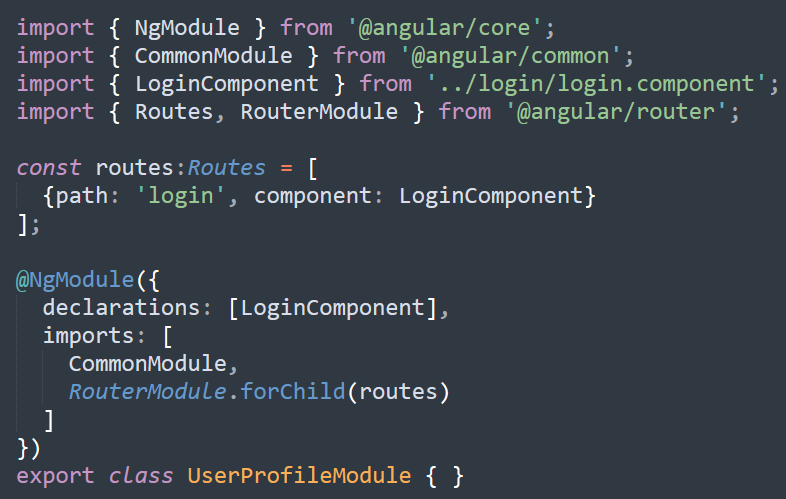 import { NgModule } from '@angular/core';
import { CommonModule } from '@angular/common';
import { LoginComponent } from '../login/login.component';
import { Routes, RouterModule } from '@angular/router';

const routes:Routes = [
  {path: 'login', component: LoginComponent}
];

@NgModule({
  declarations: [LoginComponent],
  imports: [
    CommonModule,
    RouterModule.forChild(routes)
  ]
})
export class UserProfileModule { }